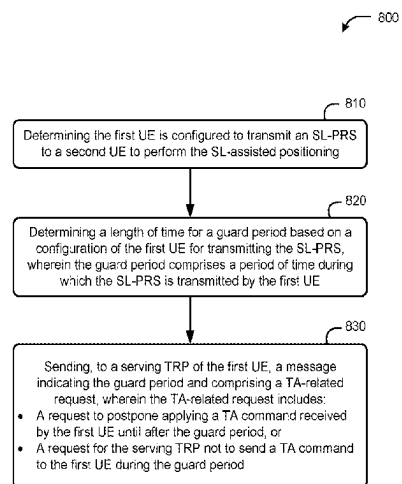 800
810
Determining the first UE is configured to transmit an SL-PRS
to a second UE to perform the SL-assisted positioning
820
Determining a length of time for a guard period based on a
configuration of the first UE for transmitting the SL-PRS,
wherein the guard period comprises a period of time during
which the SL-PRS is transmitted by the first UE
830
Sending, to a serving TRP of the first UE, a message
indicating the guard period and comprising a TA-related
request, wherein the TA-related request includes:
• A request to postpone applying a TA command received
by the first UE until after the guard period, or
• A request for the serving TRP not to send a TA command
to the first UE during the guard period